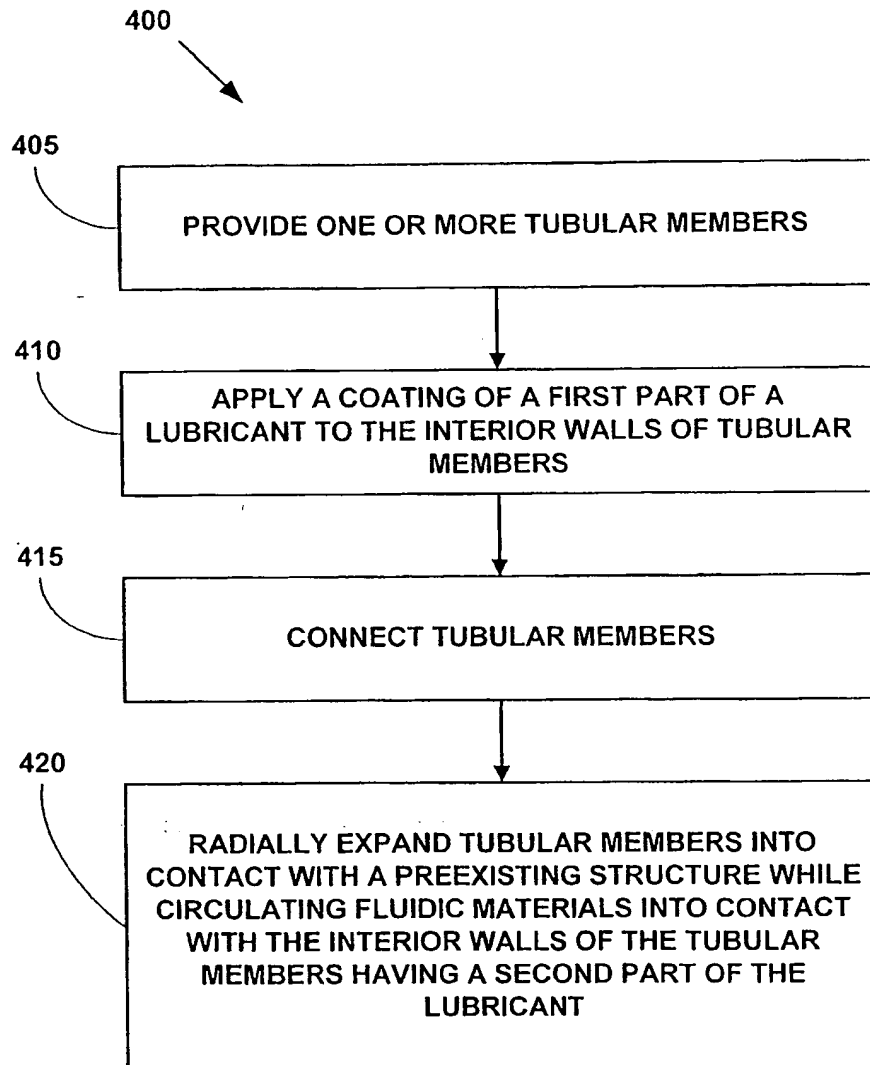 400
405
PROVIDE ONE OR MORE TUBULAR MEMBERS
410
APPLY A COATING OF A FIRST PART OF A
LUBRICANT TO THE INTERIOR WALLS OF TUBULAR
MEMBERS
415
CONNECT TUBULAR MEMBERS
420
RADIALLY EXPAND TUBULAR MEMBERS INTO
CONTACT WITH A PREEXISTING STRUCTURE WHILE
CIRCULATING FLUIDIC MATERIALS INTO CONTACT
WITH THE INTERIOR WALLS OF THE TUBULAR
MEMBERS HAVING A SECOND PART OF THE
LUBRICANT